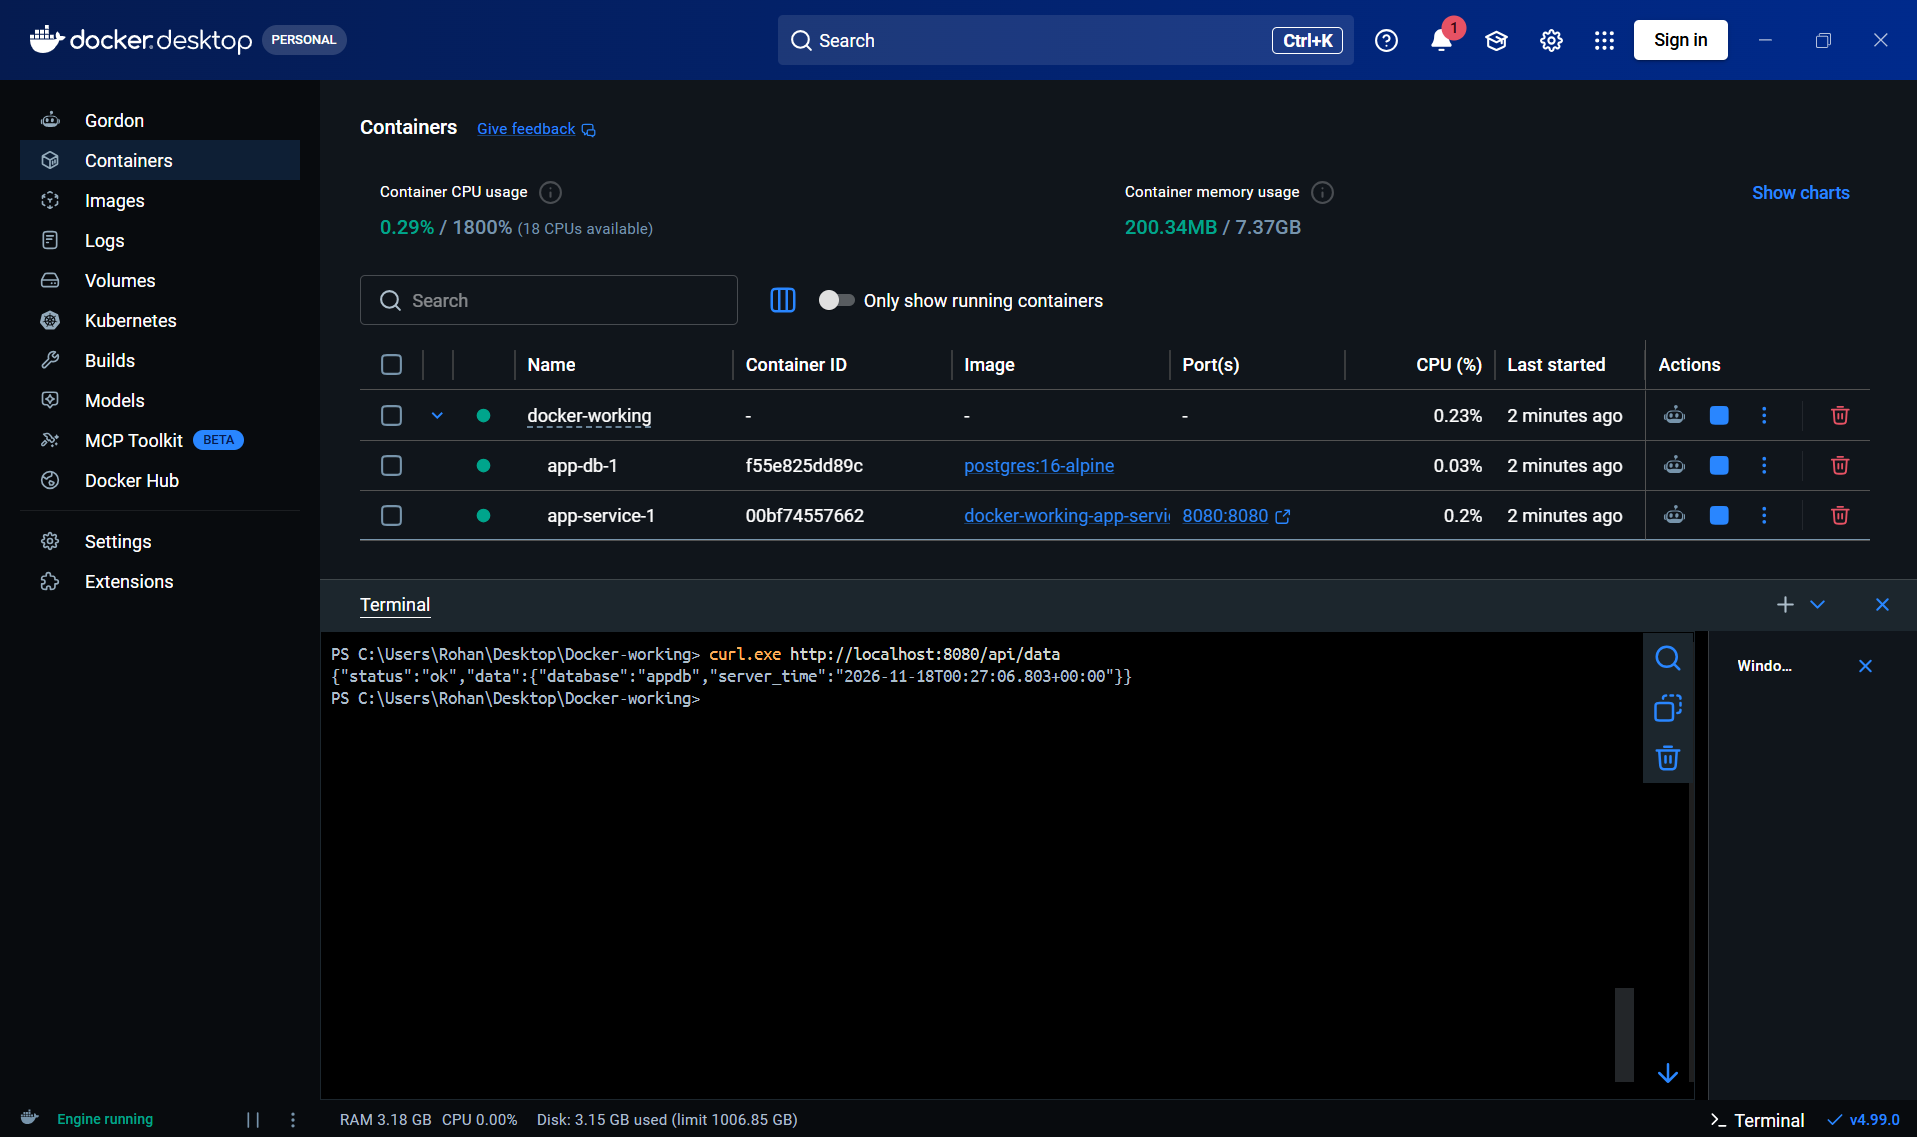 docker.desktop PERSONAL
Search Ctrl+K
1
Sign in
Gordon
Containers
Images
Logs
Volumes
Kubernetes
Builds
Models
MCP Toolkit BETA
Docker Hub
Settings
Extensions
Containers Give feedback
Container CPU usage
0.29% / 1800% (18 CPUs available)
Container memory usage
200.34MB / 7.37GB
Show charts
Search
Only show running containers
Name Container ID Image Port(s) CPU (%) Last started Actions
docker-working - - - 0.23% 2 minutes ago
app-db-1 f55e825dd89c postgres:16-alpine 0.03% 2 minutes ago
app-service-1 00bf74557662 docker-working-app-servi 8080:8080 0.2% 2 minutes ago
Terminal
PS C:\Users\Rohan\Desktop\Docker-working> curl.exe http://localhost:8080/api/data
{"status":"ok","data":{"database":"appdb","server_time":"2026-11-18T00:27:06.803+00:00"}}
PS C:\Users\Rohan\Desktop\Docker-working>
Windo...
Engine running
RAM 3.18 GB CPU 0.00% Disk: 3.15 GB used (limit 1006.85 GB)
Terminal
v4.99.0